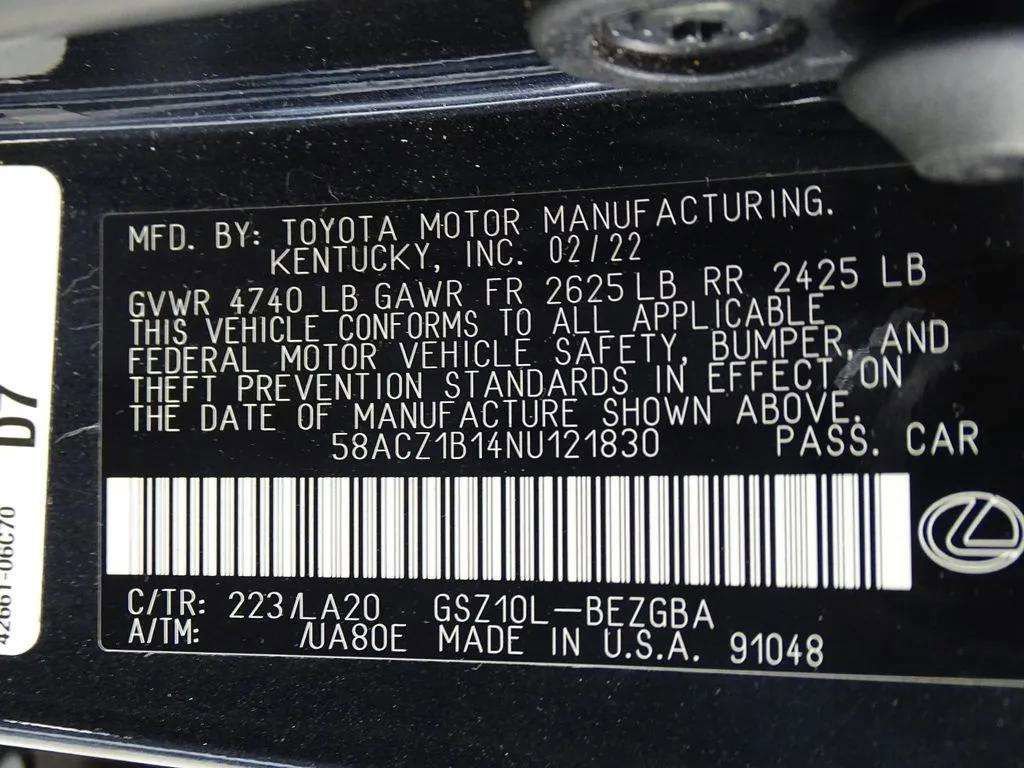 MFD. BY: TOYOTA MOTOR MANUFACTURING.
KENTUCKY, INC. 02/22
GVWR 4740 LB GAWR FR 2625 LB RR 2425 LB
THIS VEHICLE CONFORMS TO ALL APPLICABLE
FEDERAL MOTOR VEHICLE SAFETY, BUMPER, AND
THEFT PREVENTION STANDARDS IN EFFECT ON
THE DATE OF MANUFACTURE SHOWN ABOVE.
58ACZ1B14NU121830 PASS. CAR
C/TR: 223/LA20 GSZ10L-BEZGBA
A/TM: /UA80E MADE IN U.S.A. 91048
D7
42661-06C70